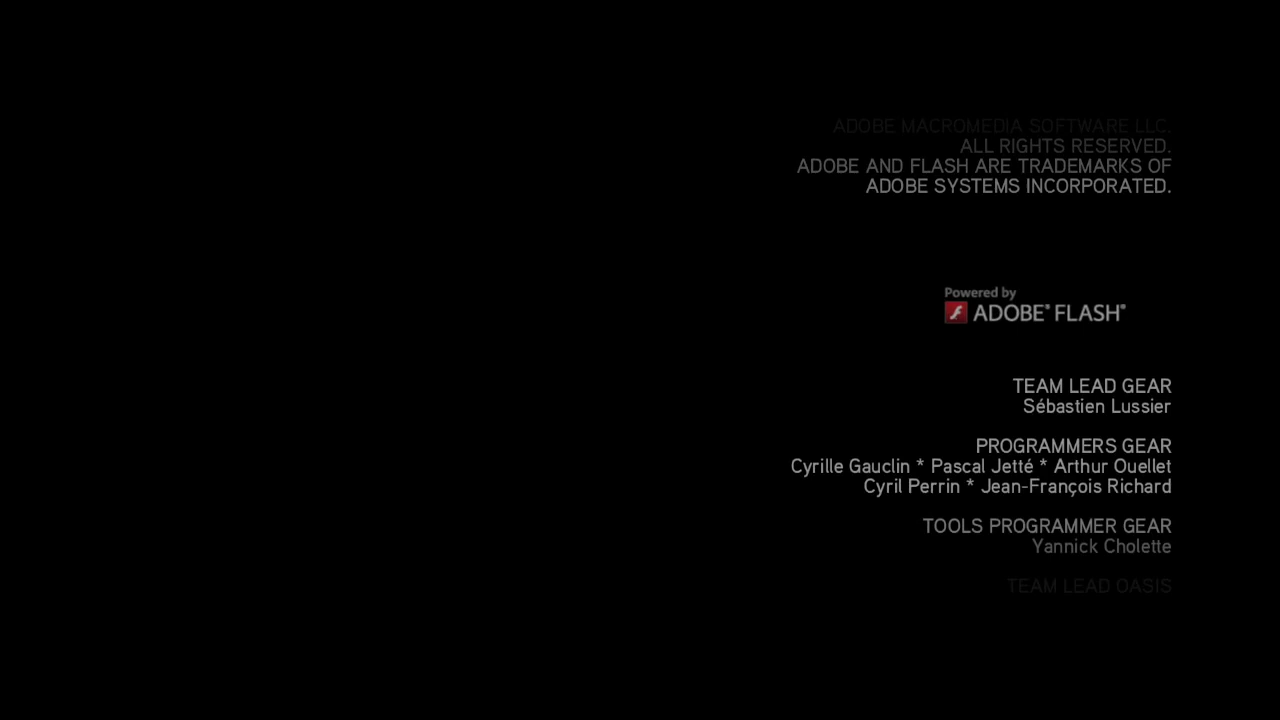 ADOBE MACROMEDIA SOFTWARE LLC.
ALL RIGHTS RESERVED.
ADOBE AND FLASH ARE TRADEMARKS OF
ADOBE SYSTEMS INCORPORATED.
Powered by
ADOBE® FLASH®
TEAM LEAD GEAR
Sébastien Lussier
PROGRAMMERS GEAR
Cyrille Gauclin * Pascal Jetté * Arthur Ouellet
Cyril Perrin * Jean-François Richard
TOOLS PROGRAMMER GEAR
Yannick Cholette
TEAM LEAD OASIS